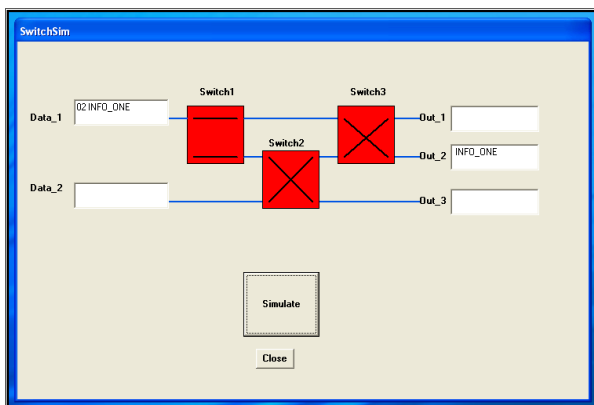 SwitchSim
Switch1
Switch3
Data_1
02 INFO_ONE
Out_1
Switch2
Out_2
INFO_ONE
Data_2
Out_3
Simulate
Close